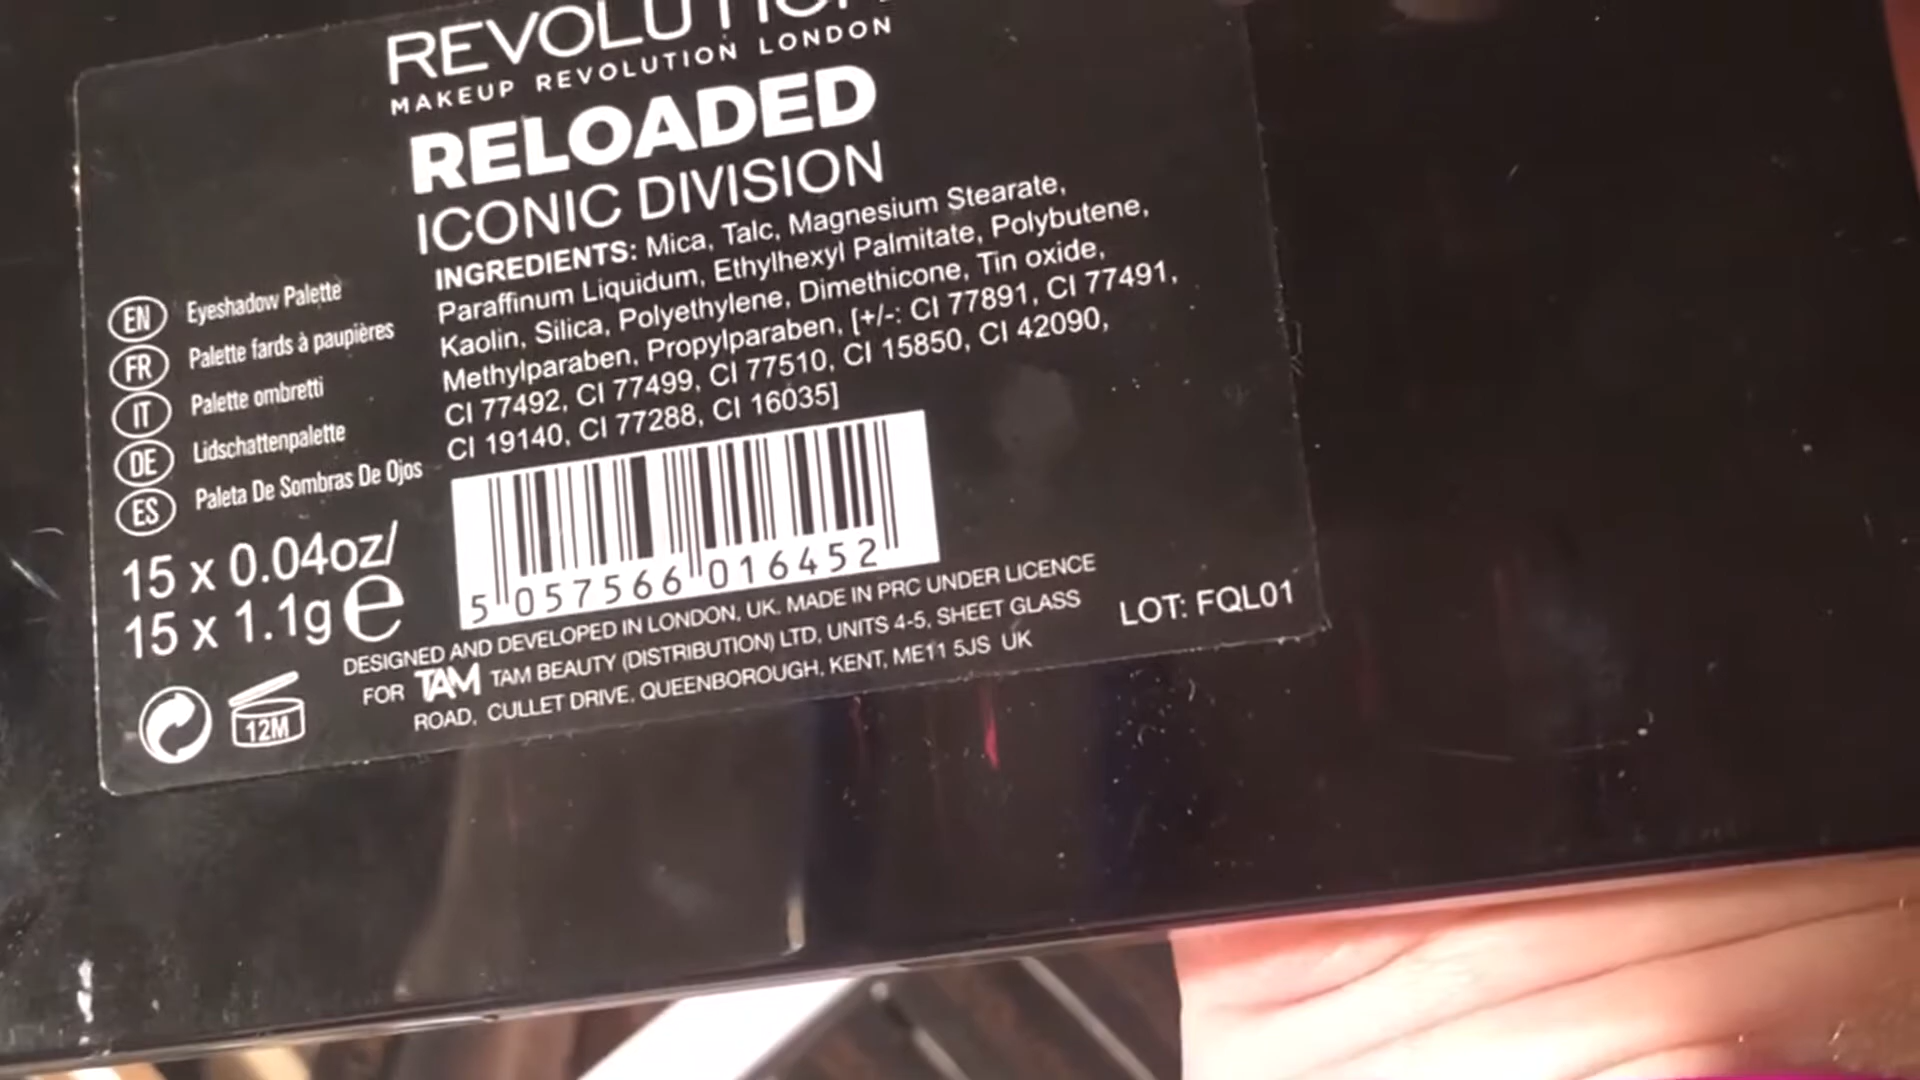 REVOLUTION
MAKEUP REVOLUTION LONDON
RELOADED
ICONIC DIVISION
INGREDIENTS: Mica, Talc, Magnesium Stearate,
Paraffinum Liquidum, Ethylhexyl Palmitate, Polybutene,
Kaolin, Silica, Polyethylene, Dimethicone, Tin oxide,
Methylparaben, Propylparaben, [+/-: CI 77891, CI 77491,
CI 77492, CI 77499, CI 77510, CI 15850, CI 42090,
CI 19140, CI 77288, CI 16035]
EN Eyeshadow Palette
FR Palette fards à paupières
IT Palette ombretti
DE Lidschattenpalette
ES Paleta De Sombras De Ojos
15 x 0.04oz/
15 x 1.1g e
12M
5 057566 016452
DESIGNED AND DEVELOPED IN LONDON, UK. MADE IN PRC UNDER LICENCE
FOR TAM TAM BEAUTY (DISTRIBUTION) LTD, UNITS 4-5, SHEET GLASS
ROAD, CULLET DRIVE, QUEENBOROUGH, KENT, ME11 5JS UK
LOT: FQL01